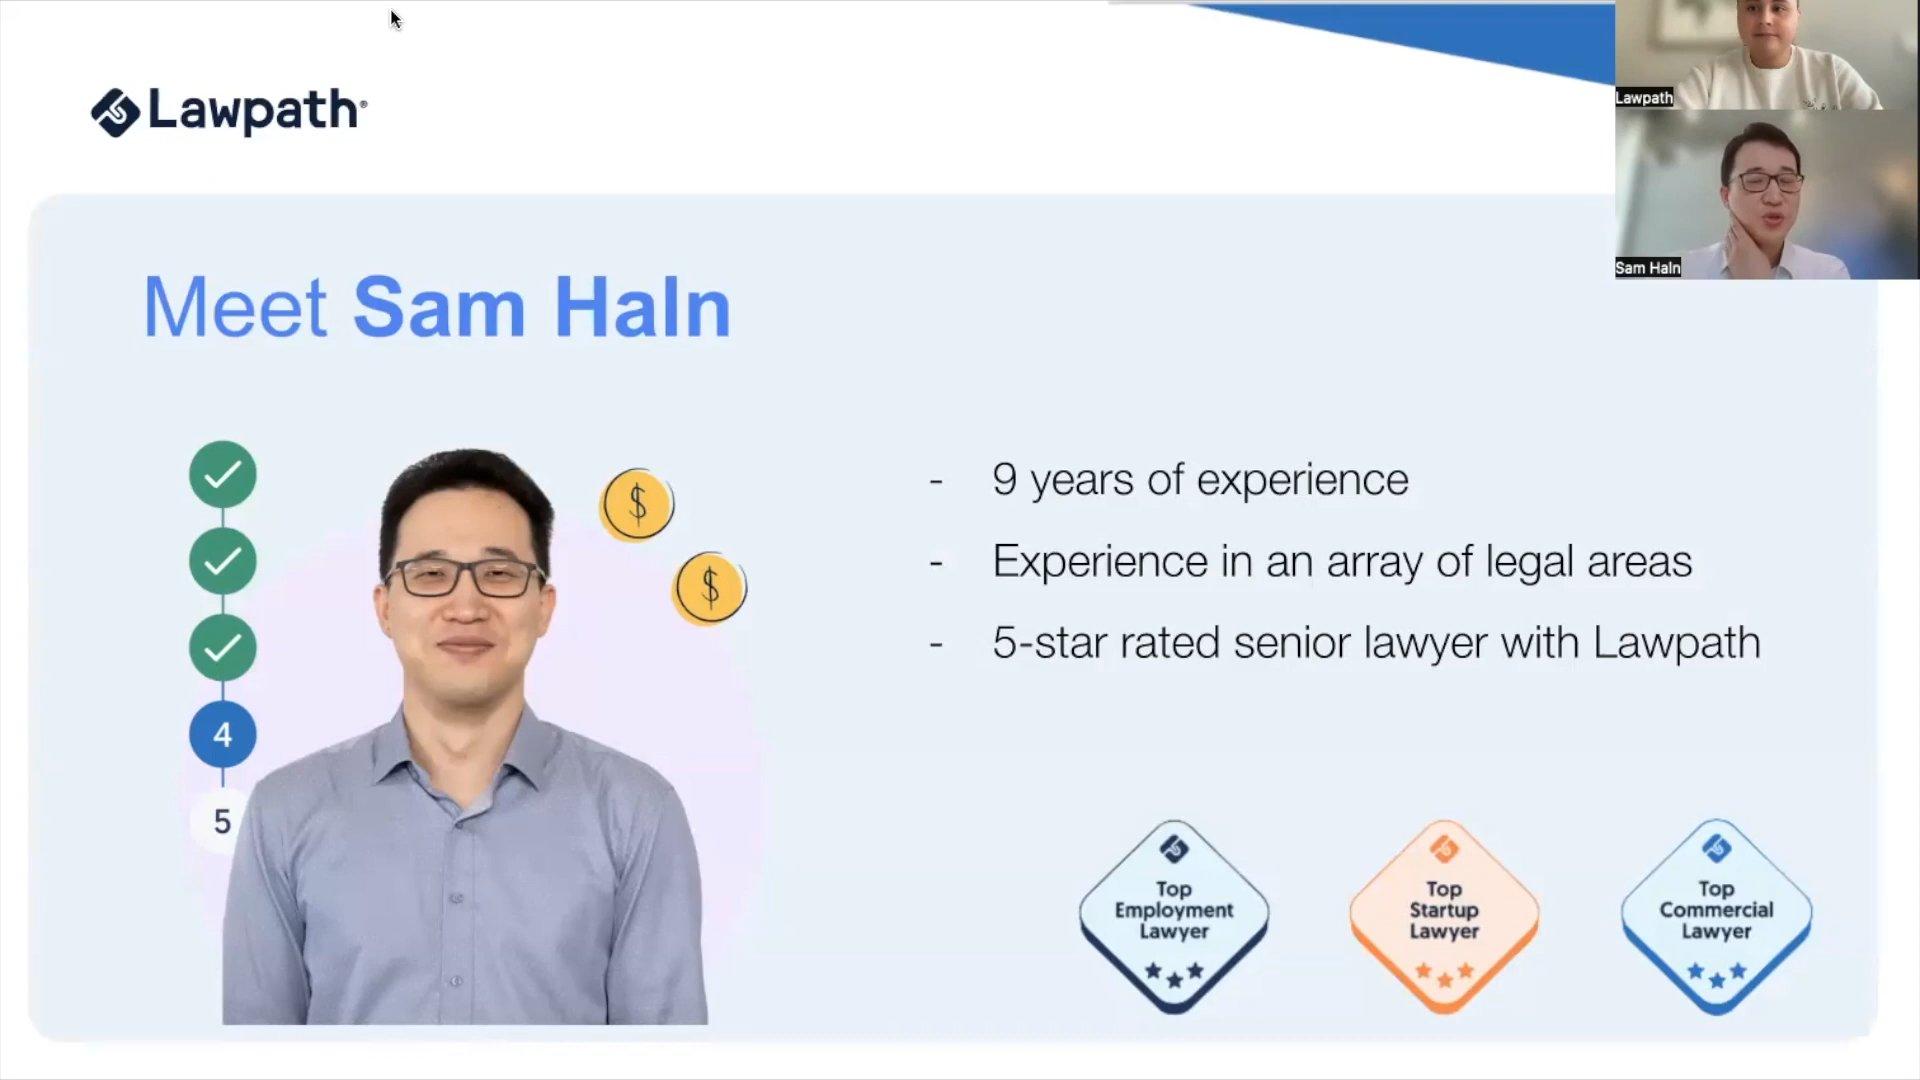 Lawpath®
Lawpath
Sam Haln
Meet Sam Haln
$
$
4
5
- 9 years of experience
- Experience in an array of legal areas
- 5-star rated senior lawyer with Lawpath
Top
Employment
Lawyer
Top
Startup
Lawyer
Top
Commercial
Lawyer